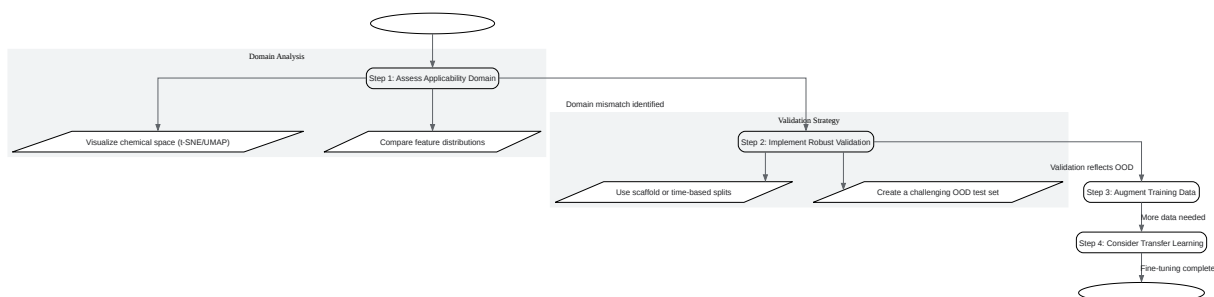 Domain Analysis
Step 1: Assess Applicability Domain
Visualize chemical space (t-SNE/UMAP)
Compare feature distributions
Domain mismatch identified
Validation Strategy
Step 2: Implement Robust Validation
Use scaffold or time-based splits
Create a challenging OOD test set
Validation reflects OOD
Step 3: Augment Training Data
More data needed
Step 4: Consider Transfer Learning
Fine-tuning complete